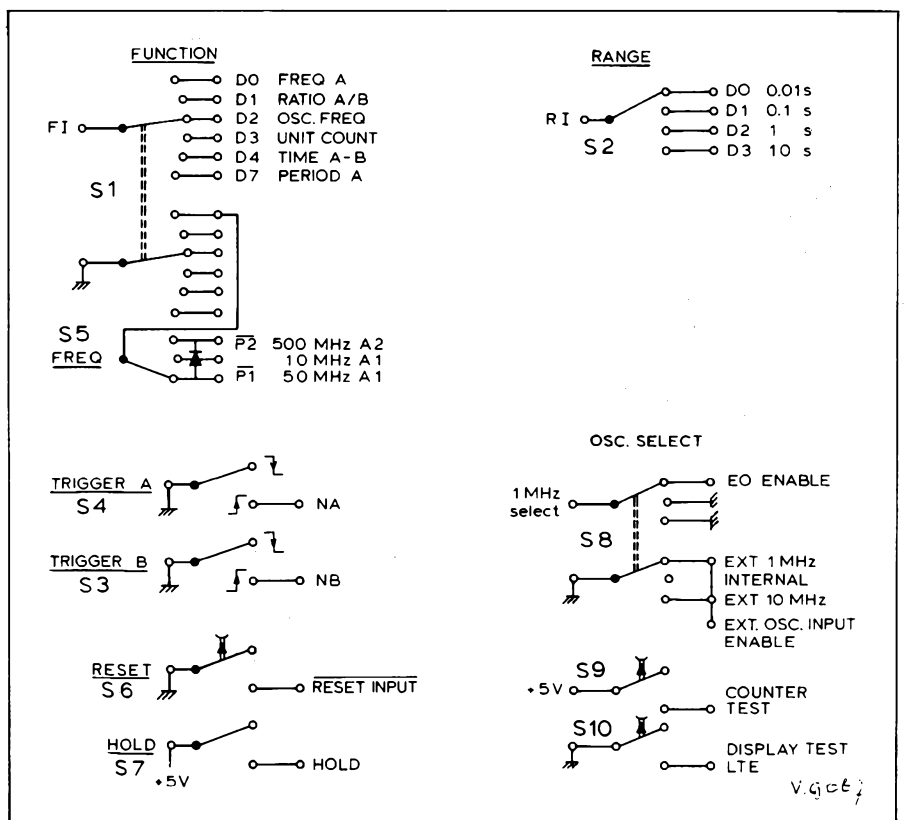 FUNCTION
D0 FREQ A
D1 RATIO A/B
FI
D2 OSC. FREQ
D3 UNIT COUNT
D4 TIME A-B
S1
D7 PERIOD A
S5
FREQ
P2 500 MHz A2
10 MHz A1
P1 50 MHz A1
RANGE
D0 0.01 s
RI
D1 0.1 s
S2
D2 1 s
D3 10 s
TRIGGER A
S4
NA
TRIGGER B
S3
NB
RESET
S6
RESET INPUT
HOLD
S7
+5V
HOLD
OSC. SELECT
1 MHz
select
EO ENABLE
S8
EXT 1 MHz
INTERNAL
EXT 10 MHz
EXT. OSC. INPUT
ENABLE
S9
+5V
COUNTER
TEST
S10
DISPLAY TEST
LTE